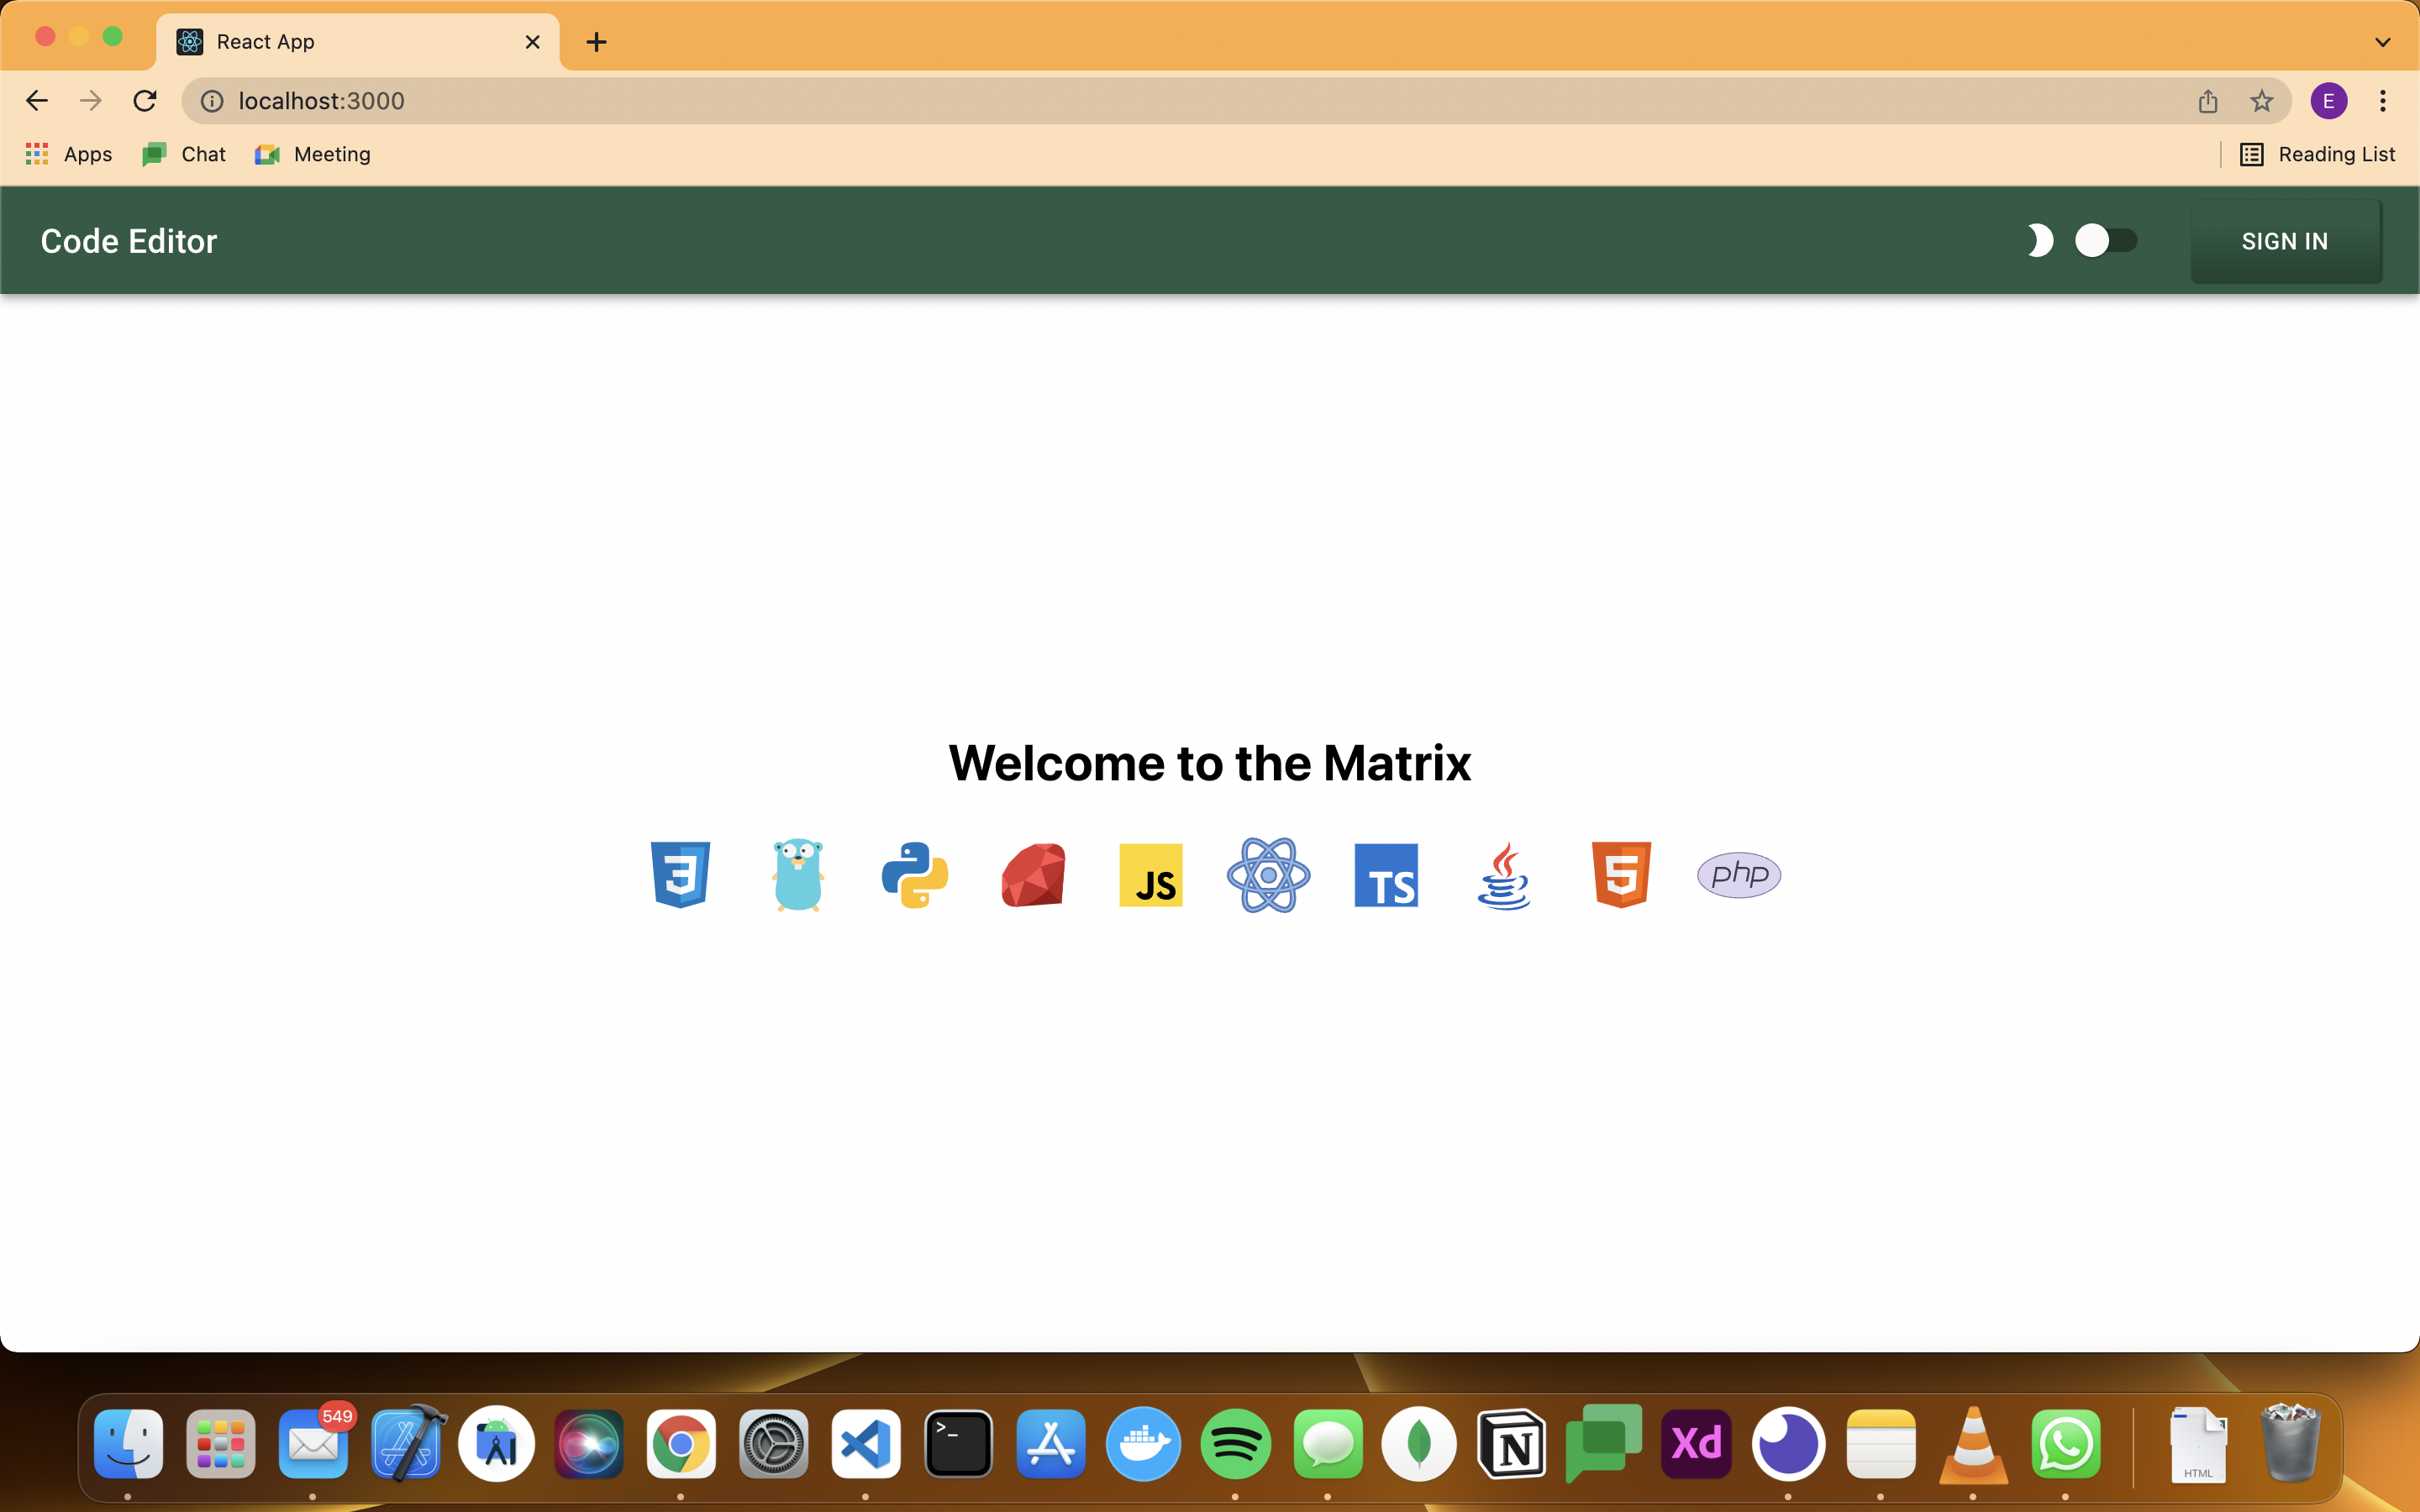 React App
localhost:3000
E
Apps
Chat
Meeting
Reading List
Code Editor
SIGN IN
Welcome to the Matrix
3
JS
TS
5
php
549
>_
N
Xd
HTML